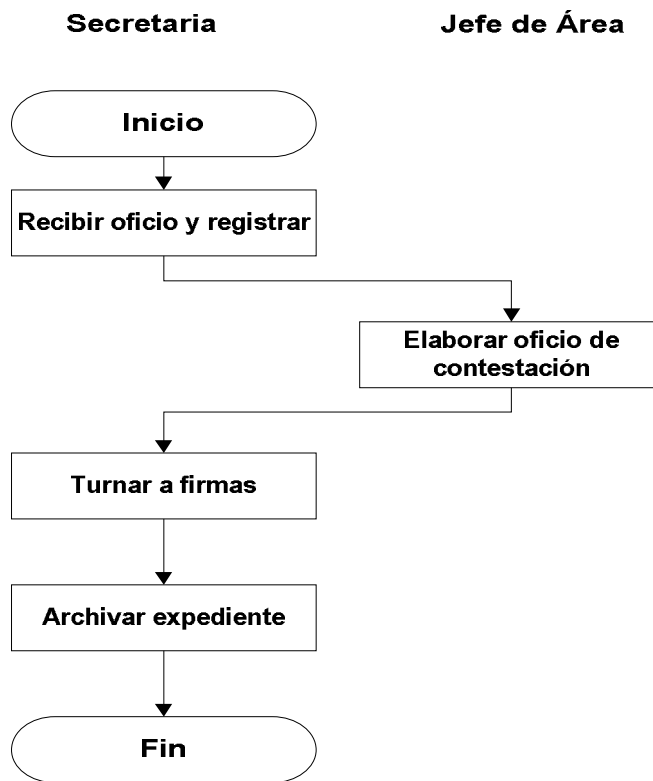 Secretaria
Jefe de Área
Inicio
Recibir oficio y registrar
Elaborar oficio de
contestación
Turnar a firmas
Archivar expediente
Fin